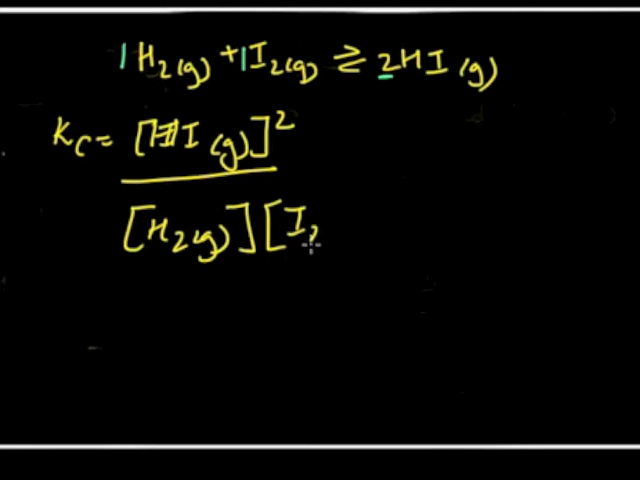 1H₂(g) + 1I₂(g) ⇌ 2HI(g)
Kc = [HI(g)]²
[H₂(g)][I₂